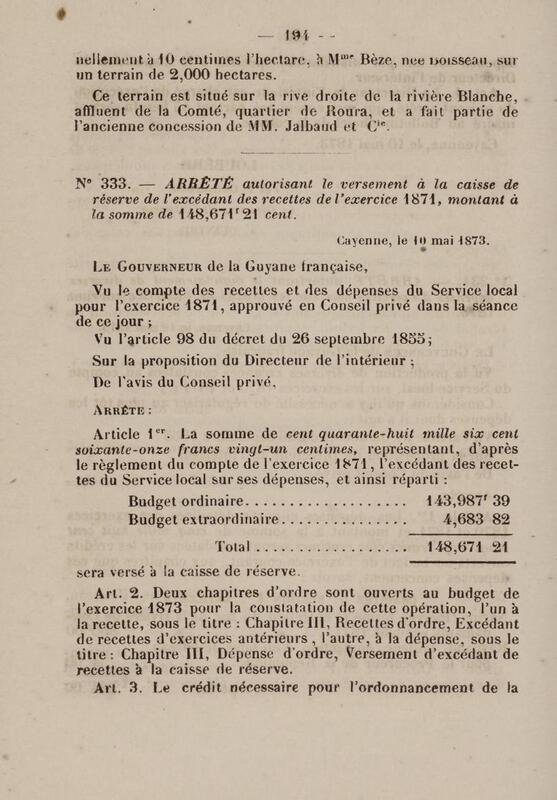 — 194 --
nellement à 10 centimes l'hectare, à Mme Bèze, née Boisseau, sur
un terrain de 2,000 hectares.
Ce terrain est situé sur la rive droite de la rivière Blanche,
affluent de la Comté, quartier de Roura, et a fait partie de
l'ancienne concession de MM. Jalbaud et Cie.
N° 333. — ARRÊTÉ autorisant le versement à la caisse de
réserve de l'excédant des recettes de l'exercice 1871, montant à
la somme de 148,671f 21 cent.
Cayenne, le 10 mai 1873.
LE GOUVERNEUR de la Guyane française,
Vu le compte des recettes et des dépenses du Service local
pour l'exercice 1871, approuvé en Conseil privé dans la séance
de ce jour ;
Vu l'article 98 du décret du 26 septembre 1855;
Sur la proposition du Directeur de l'intérieur ;
De l'avis du Conseil privé,
ARRÊTE :
Article 1er. La somme de cent quarante-huit mille six cent
soixante-onze francs vingt-un centimes, représentant, d'après
le règlement du compte de l'exercice 1871, l'excédant des recet-
tes du Service local sur ses dépenses, et ainsi réparti :
Budget ordinaire................... 143,987f 39
Budget extraordinaire............... 4,683 82
Total.................. 148,671 21
sera versé à la caisse de réserve.
Art. 2. Deux chapitres d'ordre sont ouverts au budget de
l'exercice 1873 pour la constatation de cette opération, l'un à
la recette, sous le titre : Chapitre III, Recettes d'ordre, Excédant
de recettes d'exercices antérieurs, l'autre, à la dépense, sous le
titre : Chapitre III, Dépense d'ordre, Versement d'excédant de
recettes à la caisse de réserve.
Art. 3. Le crédit nécessaire pour l'ordonnancement de la